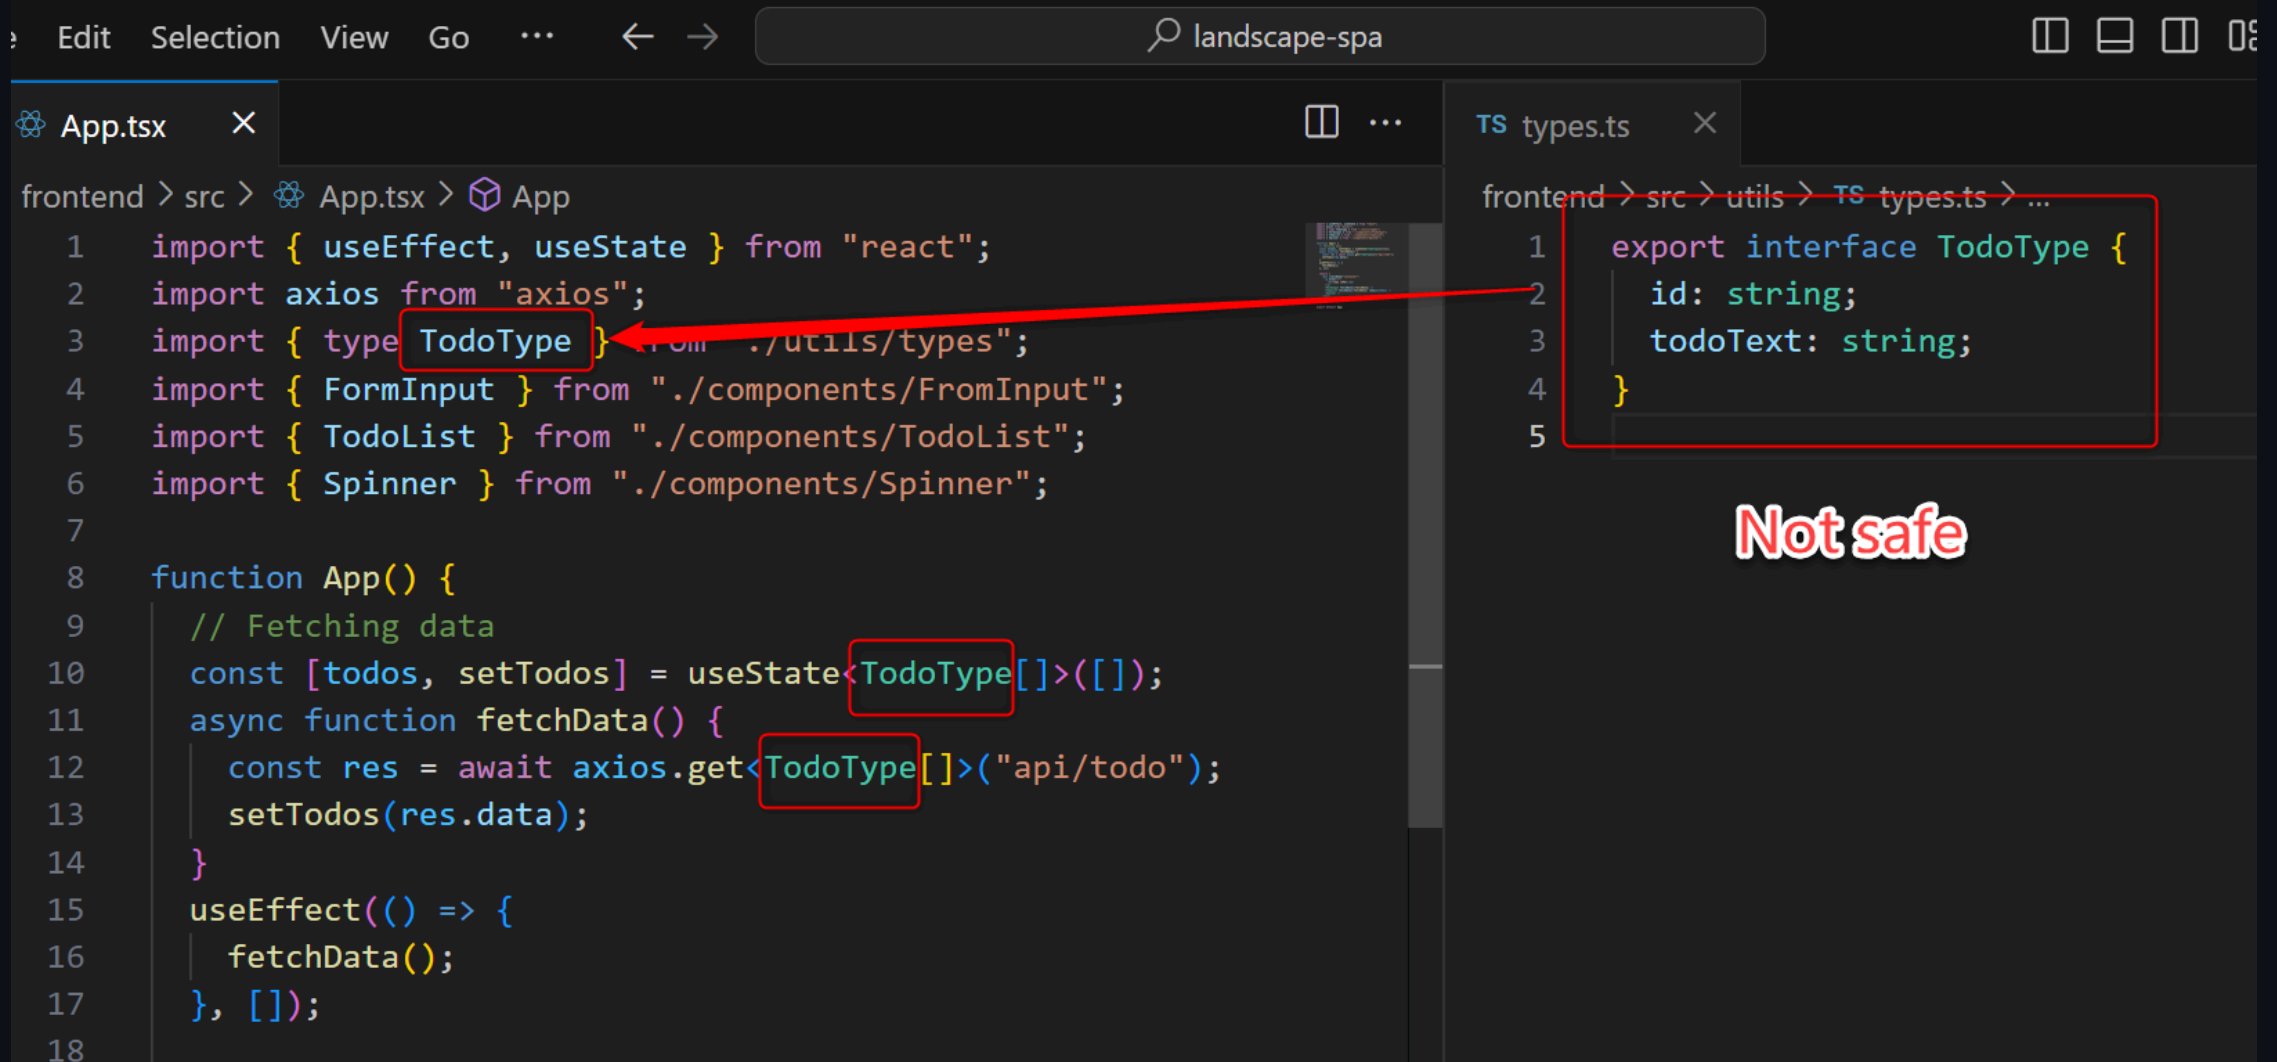 Edit Selection View Go ... landscape-spa
App.tsx
frontend > src > App.tsx > App
1 import { useEffect, useState } from "react";
2 import axios from "axios";
3 import { type TodoType } from "./utils/types";
4 import { FormInput } from "./components/FromInput";
5 import { TodoList } from "./components/TodoList";
6 import { Spinner } from "./components/Spinner";
7
8 function App() {
9 // Fetching data
10 const [todos, setTodos] = useState<TodoType[]>([]);
11 async function fetchData() {
12 const res = await axios.get<TodoType[]>("api/todo");
13 setTodos(res.data);
14 }
15 useEffect(() => {
16 fetchData();
17 }, []);
18
TS types.ts
frontend > src > utils > TS types.ts > ...
1 export interface TodoType {
2 id: string;
3 todoText: string;
4 }
5
Not safe